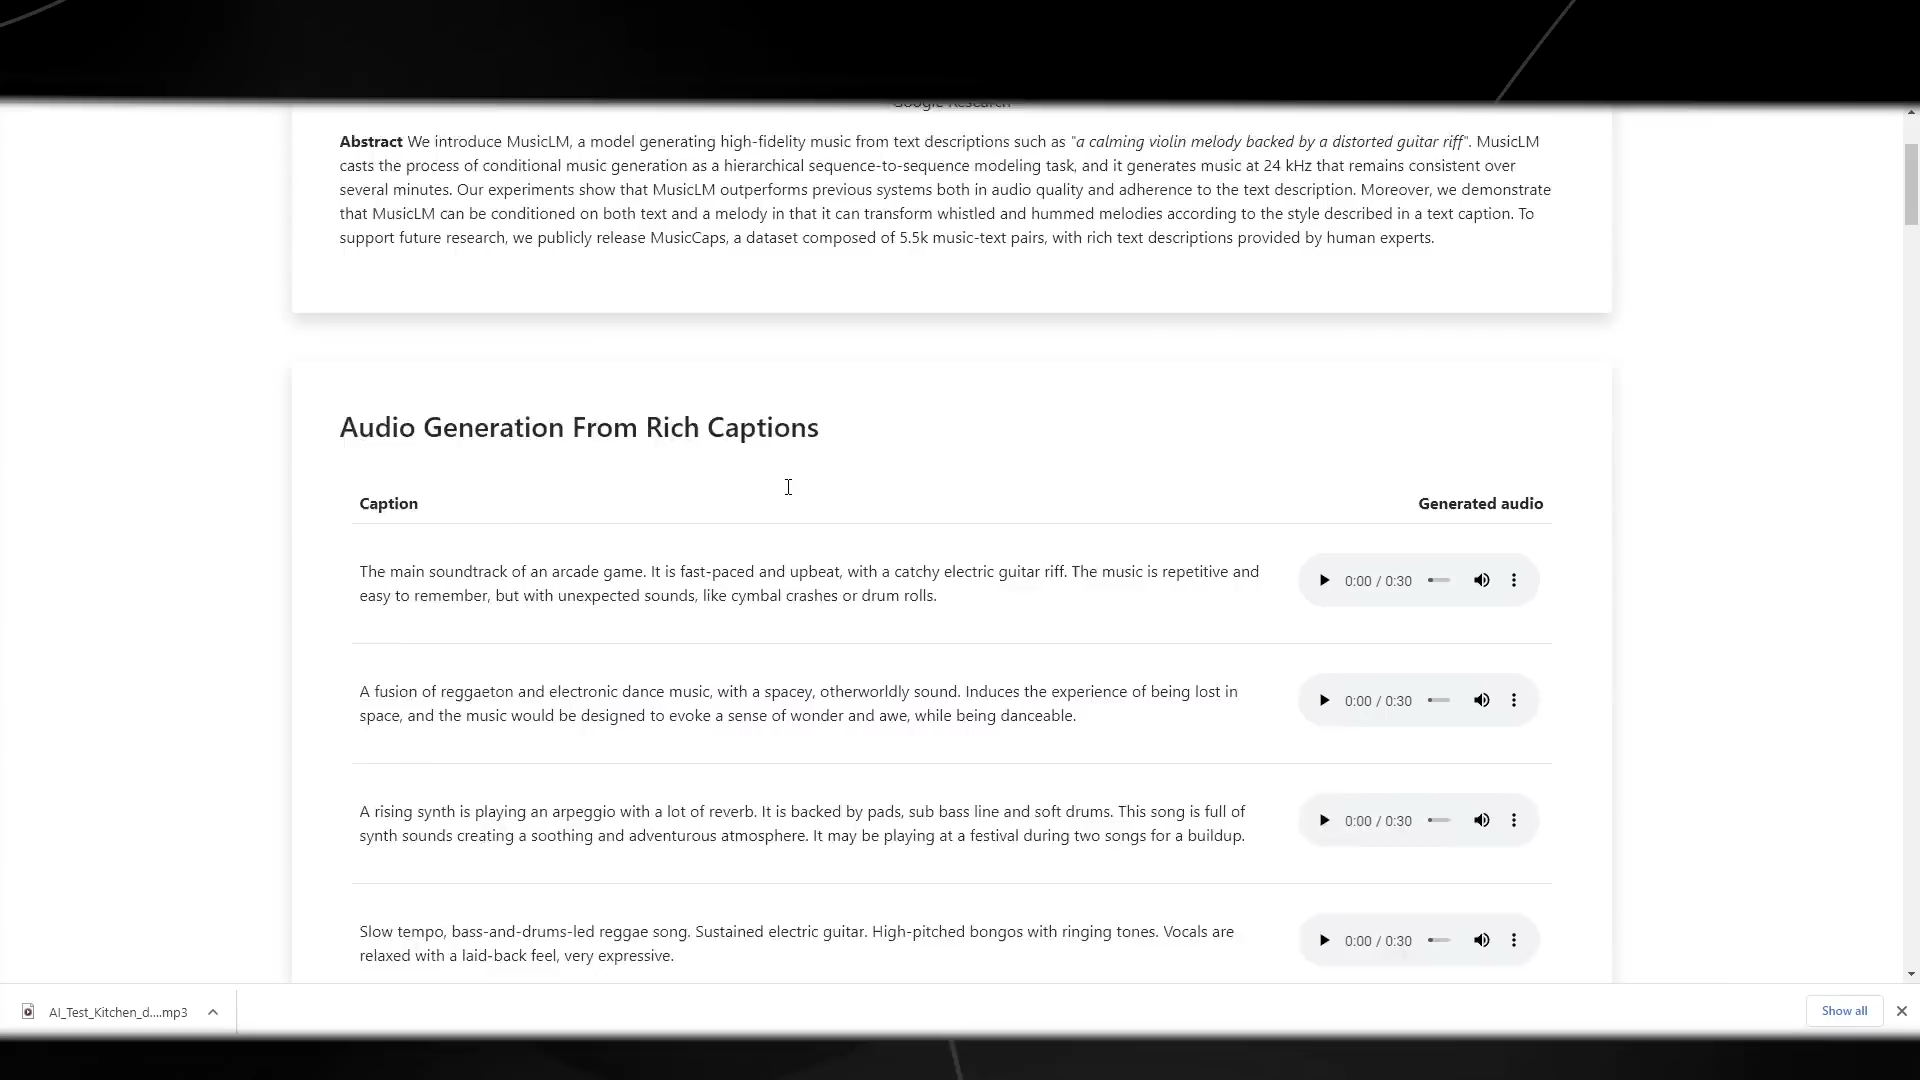 Google Research
Abstract We introduce MusicLM, a model generating high-fidelity music from text descriptions such as "a calming violin melody backed by a distorted guitar riff". MusicLM
casts the process of conditional music generation as a hierarchical sequence-to-sequence modeling task, and it generates music at 24 kHz that remains consistent over
several minutes. Our experiments show that MusicLM outperforms previous systems both in audio quality and adherence to the text description. Moreover, we demonstrate
that MusicLM can be conditioned on both text and a melody in that it can transform whistled and hummed melodies according to the style described in a text caption. To
support future research, we publicly release MusicCaps, a dataset composed of 5.5k music-text pairs, with rich text descriptions provided by human experts.
Audio Generation From Rich Captions
Caption Generated audio
The main soundtrack of an arcade game. It is fast-paced and upbeat, with a catchy electric guitar riff. The music is repetitive and
easy to remember, but with unexpected sounds, like cymbal crashes or drum rolls.
0:00 / 0:30
A fusion of reggaeton and electronic dance music, with a spacey, otherworldly sound. Induces the experience of being lost in
space, and the music would be designed to evoke a sense of wonder and awe, while being danceable.
0:00 / 0:30
A rising synth is playing an arpeggio with a lot of reverb. It is backed by pads, sub bass line and soft drums. This song is full of
synth sounds creating a soothing and adventurous atmosphere. It may be playing at a festival during two songs for a buildup.
0:00 / 0:30
Slow tempo, bass-and-drums-led reggae song. Sustained electric guitar. High-pitched bongos with ringing tones. Vocals are
relaxed with a laid-back feel, very expressive.
0:00 / 0:30
AI_Test_Kitchen_d....mp3
Show all